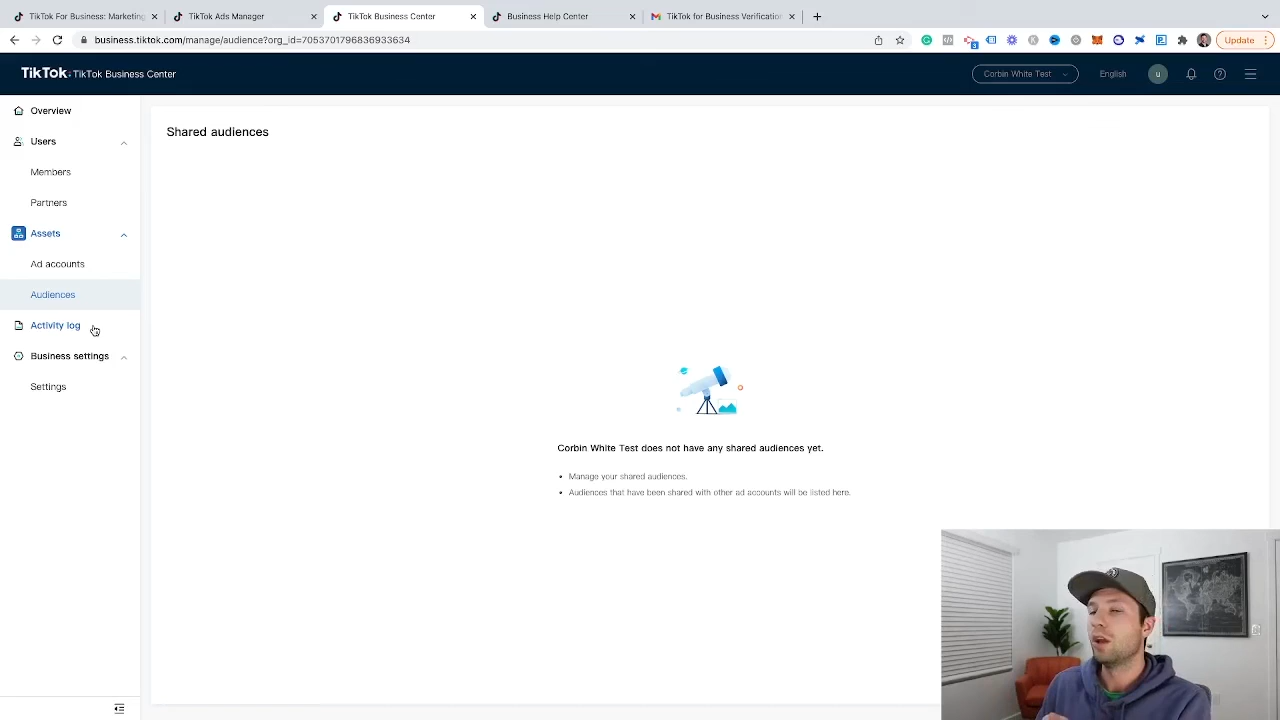 TikTok For Business: Marketing
TikTok Ads Manager
TikTok Business Center
Business Help Center
TikTok for Business Verification
business.tiktok.com/manage/audience?org_id=7053701796836933634
3
Update
TikTok: TikTok Business Center
Corbin White Test
English
u
Overview
Users
Members
Partners
Assets
Ad accounts
Audiences
Activity log
Business settings
Settings
Shared audiences
Corbin White Test does not have any shared audiences yet.
• Manage your shared audiences.
• Audiences that have been shared with other ad accounts will be listed here.